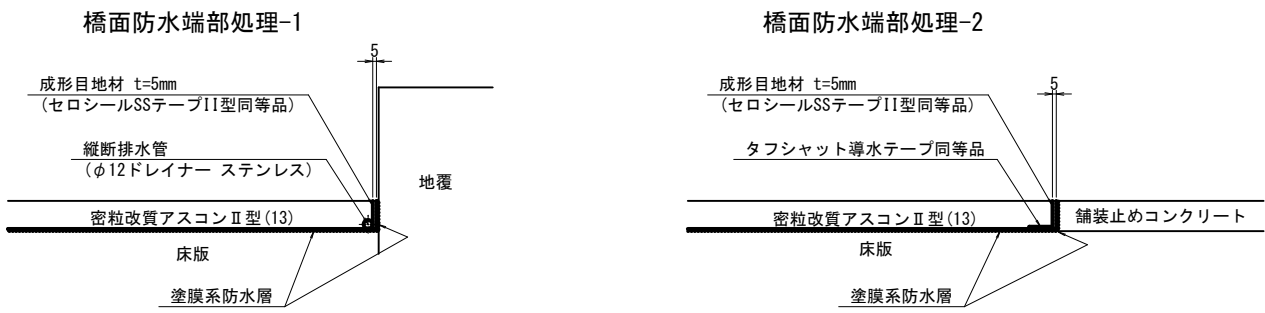 橋面防水端部処理-1
5
成形目地材 t=5mm
(セロシールSSテープII型同等品)
縦断排水管
(φ12ドレイナー ステンレス)
地覆
密粒改質アスコンⅡ型(13)
床版
塗膜系防水層
橋面防水端部処理-2
5
成形目地材 t=5mm
(セロシールSSテープII型同等品)
タフシャット導水テープ同等品
密粒改質アスコンⅡ型(13)
舗装止めコンクリート
床版
塗膜系防水層